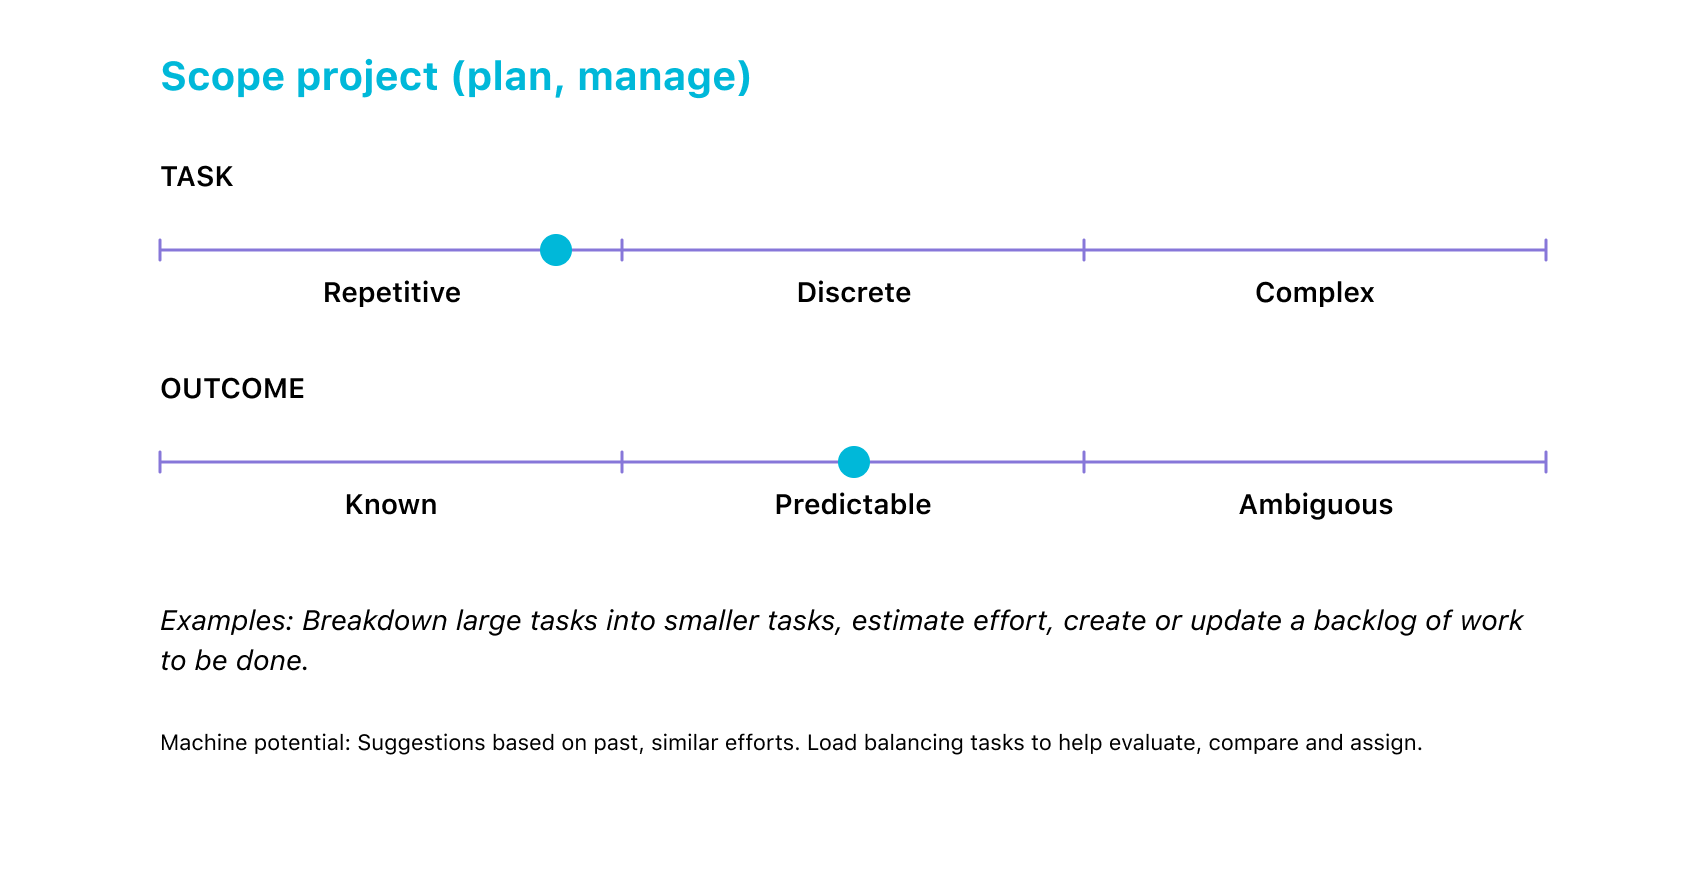 Scope project (plan, manage)
TASK
Repetitive Discrete Complex
OUTCOME
Known Predictable Ambiguous
Examples: Breakdown large tasks into smaller tasks, estimate effort, create or update a backlog of work
to be done.
Machine potential: Suggestions based on past, similar efforts. Load balancing tasks to help evaluate, compare and assign.